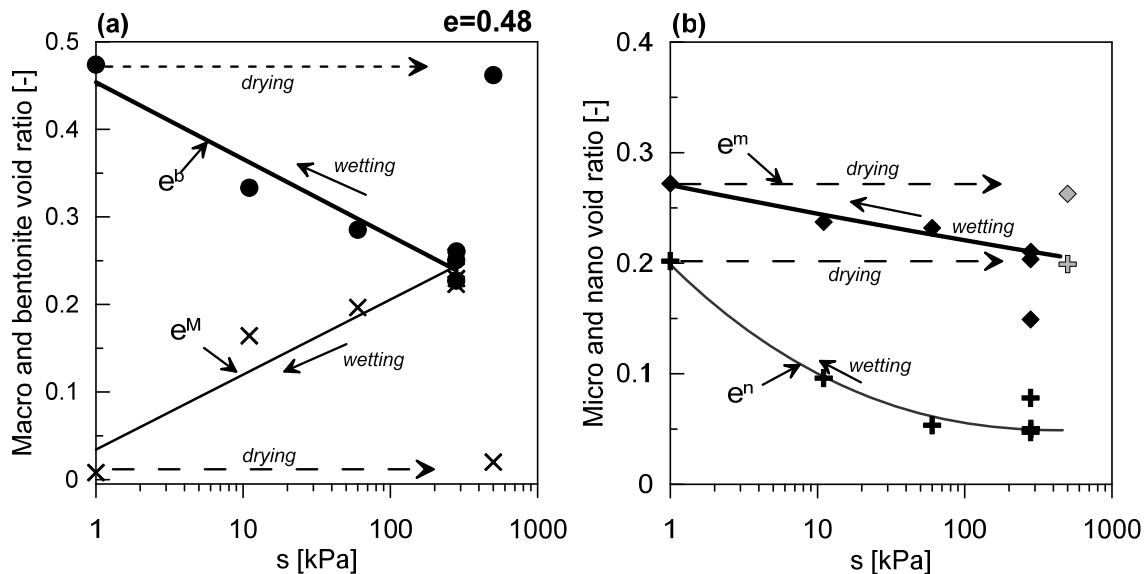 (a)
e=0.48
Macro and bentonite void ratio [-]
0.5
0.4
0.3
0.2
0.1
0
drying
wetting
e^b
e^M
wetting
drying
1
10
100
1000
s [kPa]
(b)
Micro and nano void ratio [-]
0.4
0.3
0.2
0.1
0
e^m
drying
wetting
drying
wetting
e^n
1
10
100
1000
s [kPa]